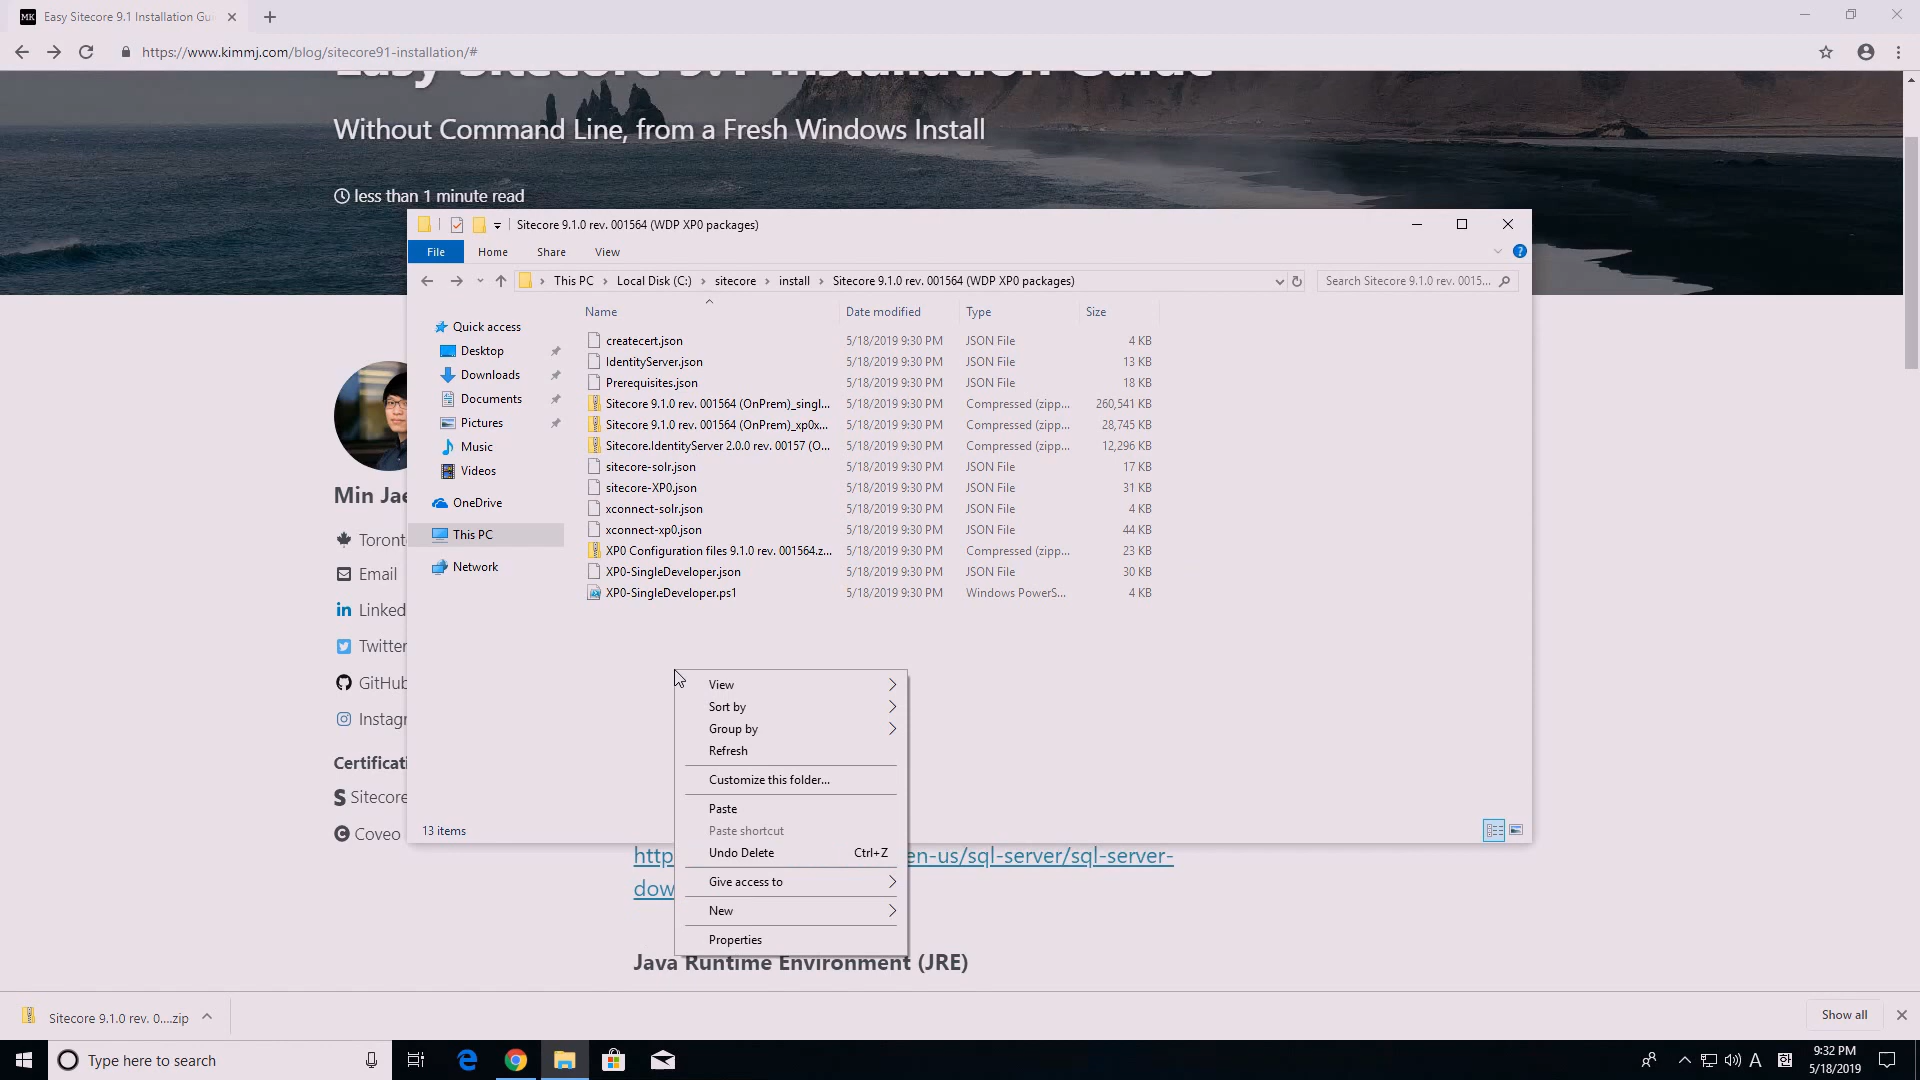 Easy Sitecore 9.1 Installation Gui
https://www.kimmj.com/blog/sitecore91-installation/#
Easy Sitecore 9.1 Installation Guide
Without Command Line, from a Fresh Windows Install
less than 1 minute read
Sitecore 9.1.0 rev. 001564 (WDP XP0 packages)
File Home Share View
This PC Local Disk (C:) sitecore install Sitecore 9.1.0 rev. 001564 (WDP XP0 packages)
Search Sitecore 9.1.0 rev. 0015...
Name Date modified Type Size
Quick access
Desktop
Downloads
Documents
Pictures
Music
Videos
OneDrive
This PC
Network
createcert.json 5/18/2019 9:30 PM JSON File 4 KB
IdentityServer.json 5/18/2019 9:30 PM JSON File 13 KB
Prerequisites.json 5/18/2019 9:30 PM JSON File 18 KB
Sitecore 9.1.0 rev. 001564 (OnPrem)_singl... 5/18/2019 9:30 PM Compressed (zipp... 260,541 KB
Sitecore 9.1.0 rev. 001564 (OnPrem)_xp0x... 5/18/2019 9:30 PM Compressed (zipp... 28,745 KB
Sitecore.IdentityServer 2.0.0 rev. 00157 (O... 5/18/2019 9:30 PM Compressed (zipp... 12,296 KB
sitecore-solr.json 5/18/2019 9:30 PM JSON File 17 KB
sitecore-XP0.json 5/18/2019 9:30 PM JSON File 31 KB
xconnect-solr.json 5/18/2019 9:30 PM JSON File 4 KB
xconnect-xp0.json 5/18/2019 9:30 PM JSON File 44 KB
XP0 Configuration files 9.1.0 rev. 001564.z... 5/18/2019 9:30 PM Compressed (zipp... 23 KB
XP0-SingleDeveloper.json 5/18/2019 9:30 PM JSON File 30 KB
XP0-SingleDeveloper.ps1 5/18/2019 9:30 PM Windows PowerS... 4 KB
13 items
View
Sort by
Group by
Refresh
Customize this folder...
Paste
Paste shortcut
Undo Delete Ctrl+Z
Give access to
New
Properties
Min Jae
Toront
Email
Linked
Twitter
GitHub
Instagr
Certificati
Sitecore
Coveo
http en-us/sql-server/sql-server-
dow
Java Runtime Environment (JRE)
Sitecore 9.1.0 rev. 0....zip
Show all
Type here to search
A
9:32 PM
5/18/2019